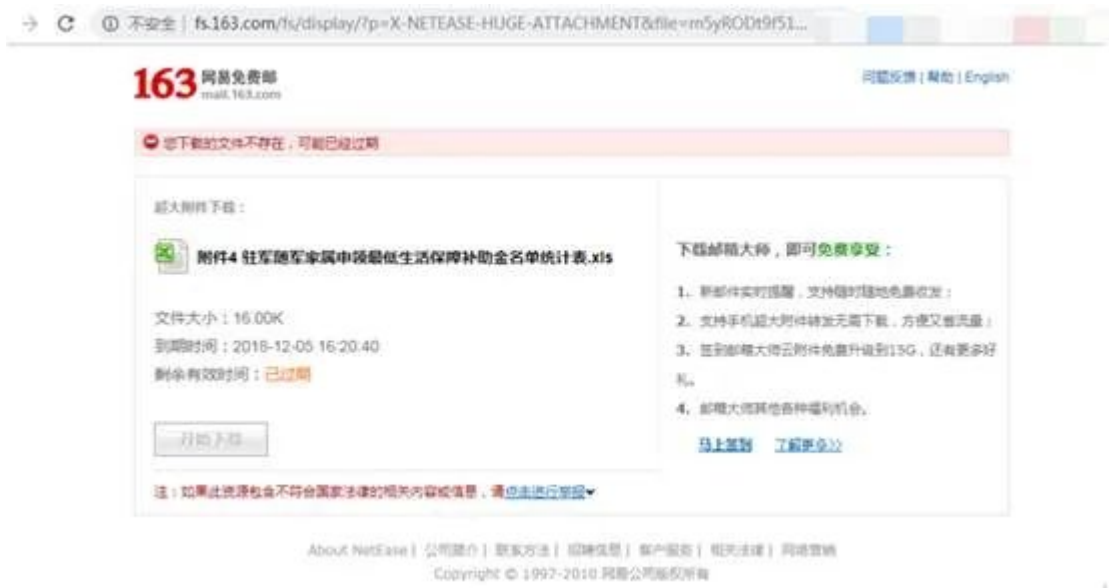 不安全 | fs.163.com/fs/display/?p=X-NETEASE-HUGE-ATTACHMENT&file=m5yRODt9f51...
163 网易免费邮
mail.163.com
问题反馈 | 帮助 | English
您下载的文件不存在，可能已经过期
超大附件下载：
附件4 驻军随军家属申领最低生活保障补助金名单统计表.xls
文件大小：16.00K
到期时间：2018-12-05 16:20:40
剩余有效时间：已过期
开始下载
下载邮箱大师，即可免费享受：
1、新邮件实时提醒，支持随时随地免费收发；
2、支持手机超大附件转发无需下载，方便又省流量；
3、签到邮箱大师云附件免费升级到15G，还有更多好
礼。
4、邮箱大师其他各种福利机会。
马上签到 了解更多>>
注：如果此资源包含不符合国家法律的相关内容或信息，请点击进行举报
About NetEase | 公司简介 | 联系方法 | 招聘信息 | 客户服务 | 相关法律 | 网络营销
Copyright © 1997-2010 网易公司版权所有